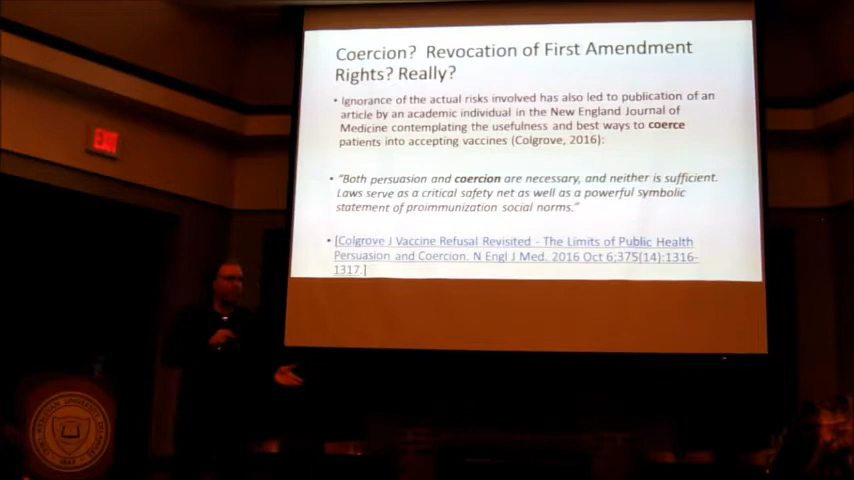 Coercion? Revocation of First Amendment
Rights? Really?
• Ignorance of the actual risks involved has also led to publication of an
article by an academic individual in the New England Journal of
Medicine contemplating the usefulness and best ways to coerce
patients into accepting vaccines (Colgrove, 2016):
• "Both persuasion and coercion are necessary, and neither is sufficient.
Laws serve as a critical safety net as well as a powerful symbolic
statement of proimmunization social norms."
• [Colgrove J Vaccine Refusal Revisited - The Limits of Public Health
Persuasion and Coercion. N Engl J Med. 2016 Oct 6;375(14):1316-
1317.]
EXIT